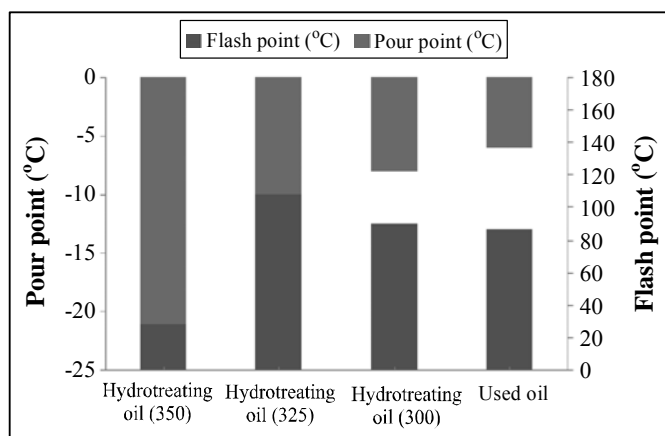 Flash point (°C) Pour point (°C)
Pour point (°C)
0
-5
-10
-15
-20
-25
180
160
140
120
100
80
60
40
20
0
Flash point (°C)
Hydrotreating
oil (350)
Hydrotreating
oil (325)
Hydrotreating
oil (300)
Used oil